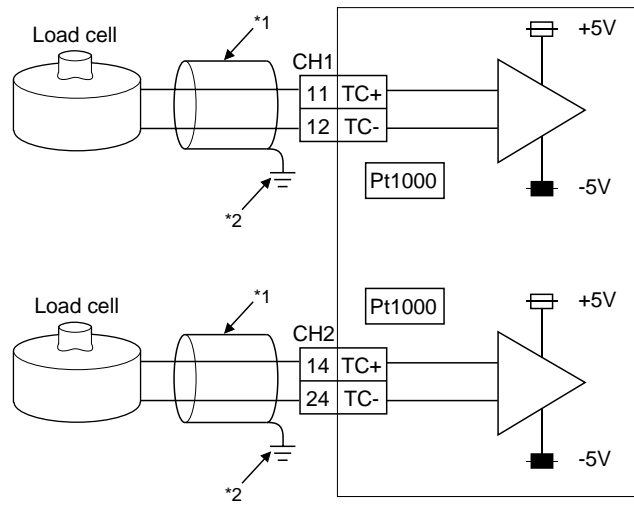 Load cell
*1
CH1
11 TC+
12 TC-
*2
Pt1000
+5V
-5V
Load cell
*1
CH2
14 TC+
24 TC-
*2
Pt1000
+5V
-5V